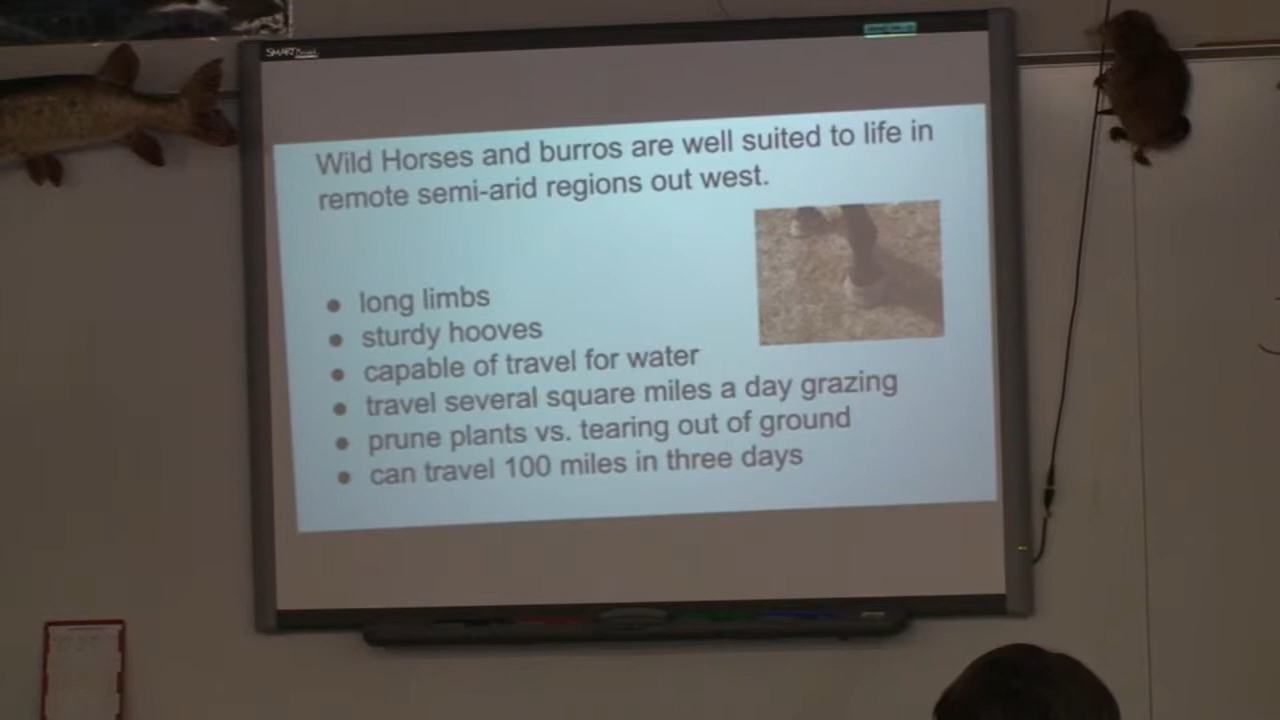 SMART
Wild Horses and burros are well suited to life in
remote semi-arid regions out west.
● long limbs
● sturdy hooves
● capable of travel for water
● travel several square miles a day grazing
● prune plants vs. tearing out of ground
● can travel 100 miles in three days